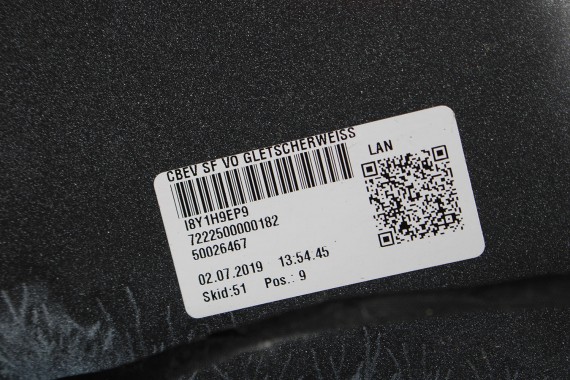 CBEV SF VO GLETSCHERWEISS
LAN
I8Y1H9EP9
7222500000182
50026467
02.07.2019 13:54:45
Skid:51 Pos.: 9